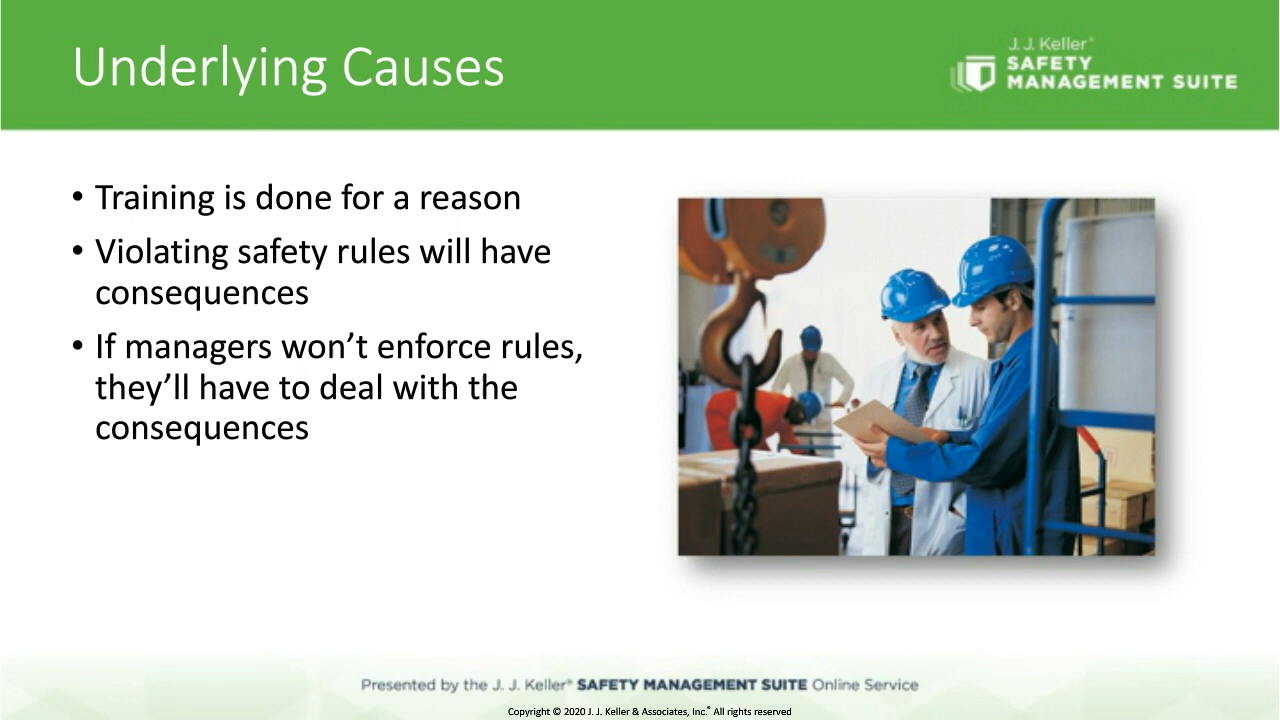 Underlying Causes
J. J. Keller®
SAFETY
MANAGEMENT SUITE
• Training is done for a reason
• Violating safety rules will have
consequences
• If managers won’t enforce rules,
they’ll have to deal with the
consequences
Presented by the J. J. Keller® SAFETY MANAGEMENT SUITE Online Service
Copyright © 2020 J. J. Keller & Associates, Inc.® All rights reserved